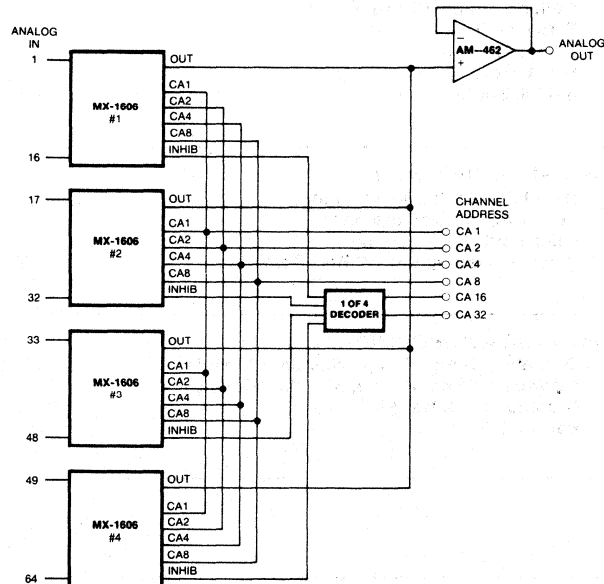 ANALOG
IN
1
16
MX-1606
#1
OUT
CA1
CA2
CA4
CA8
INHIB
AM-462
−
+
ANALOG
OUT
17
32
MX-1606
#2
OUT
CA1
CA2
CA4
CA8
INHIB
CHANNEL
ADDRESS
CA 1
CA 2
CA 4
CA 8
CA 16
CA 32
1 OF 4
DECODER
33
48
MX-1606
#3
OUT
CA1
CA2
CA4
CA8
INHIB
49
64
MX-1606
#4
OUT
CA1
CA2
CA4
CA8
INHIB